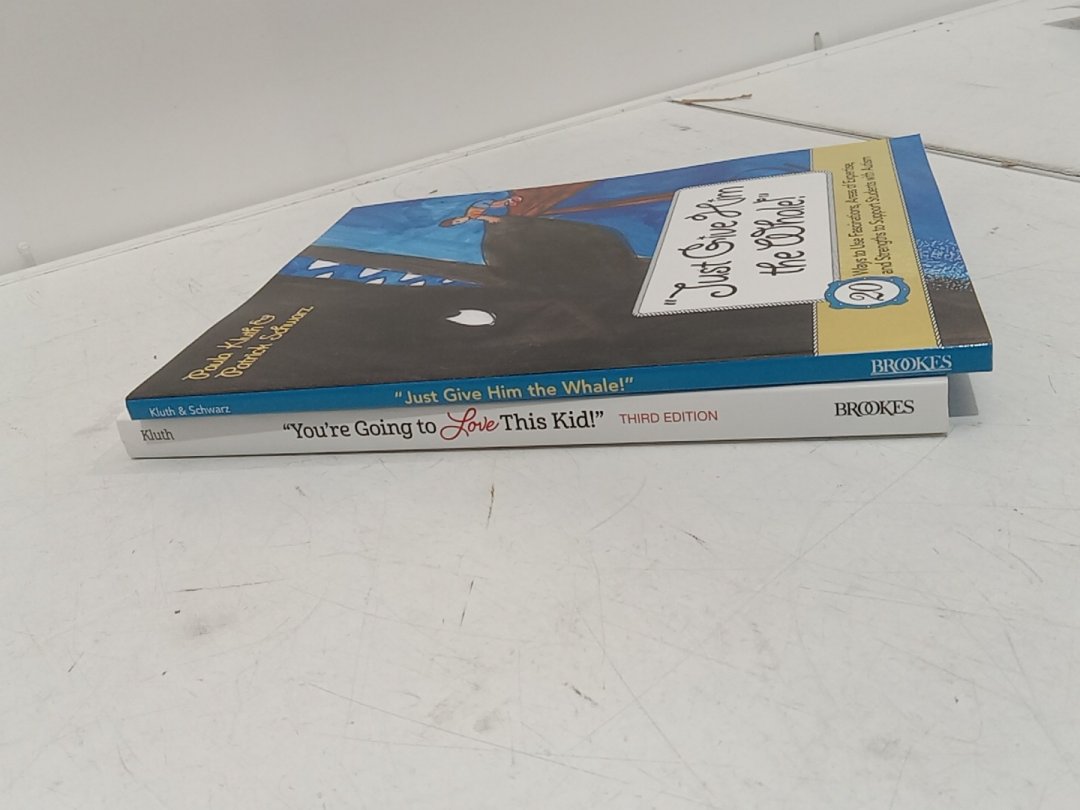 "Just Give Him
the Whale!"
20
Ways to Use Fascinations, Areas of Expertise,
and Strengths to Support Students with Autism
Paula Kluth &
Patrick Schwarz
Kluth & Schwarz
"Just Give Him the Whale!"
BROOKES
Kluth
"You're Going to Love This Kid!"
THIRD EDITION
BROOKES